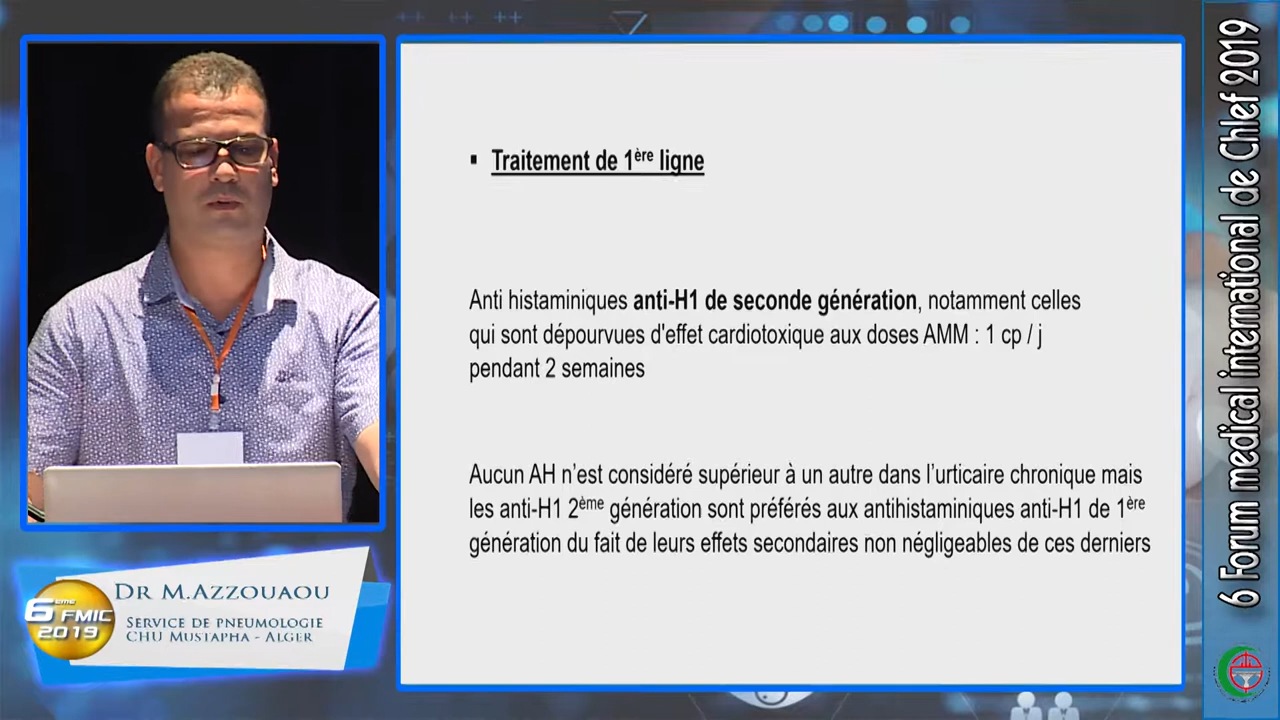 ▪ Traitement de 1ère ligne
Anti histaminiques anti-H1 de seconde génération, notamment celles
qui sont dépourvues d'effet cardiotoxique aux doses AMM : 1 cp / j
pendant 2 semaines
Aucun AH n'est considéré supérieur à un autre dans l'urticaire chronique mais
les anti-H1 2ème génération sont préférés aux antihistaminiques anti-H1 de 1ère
génération du fait de leurs effets secondaires non négligeables de ces derniers
6ème FMIC
2019
Dr M.Azzouaou
Service de pneumologie
CHU Mustapha - Alger
6 Forum medical international de Chlef 2019